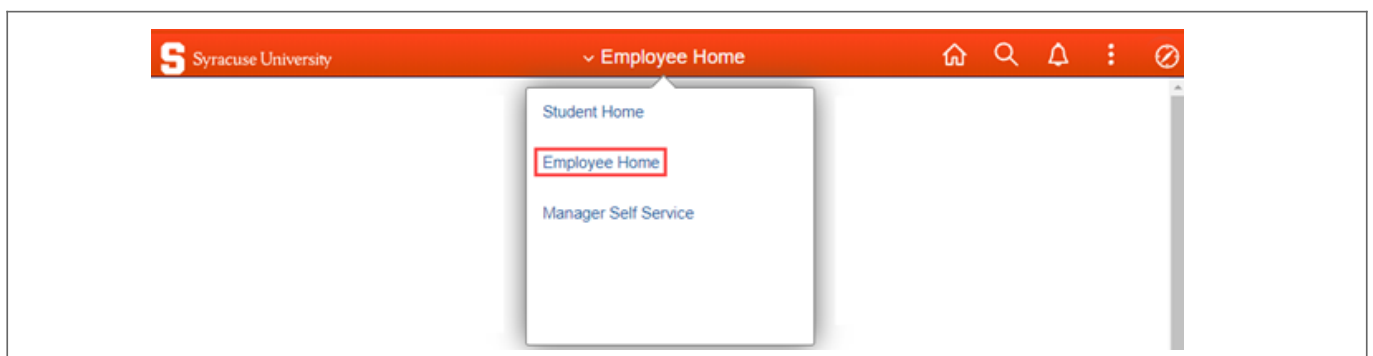 S Syracuse University
Employee Home
Student Home
Employee Home
Manager Self Service